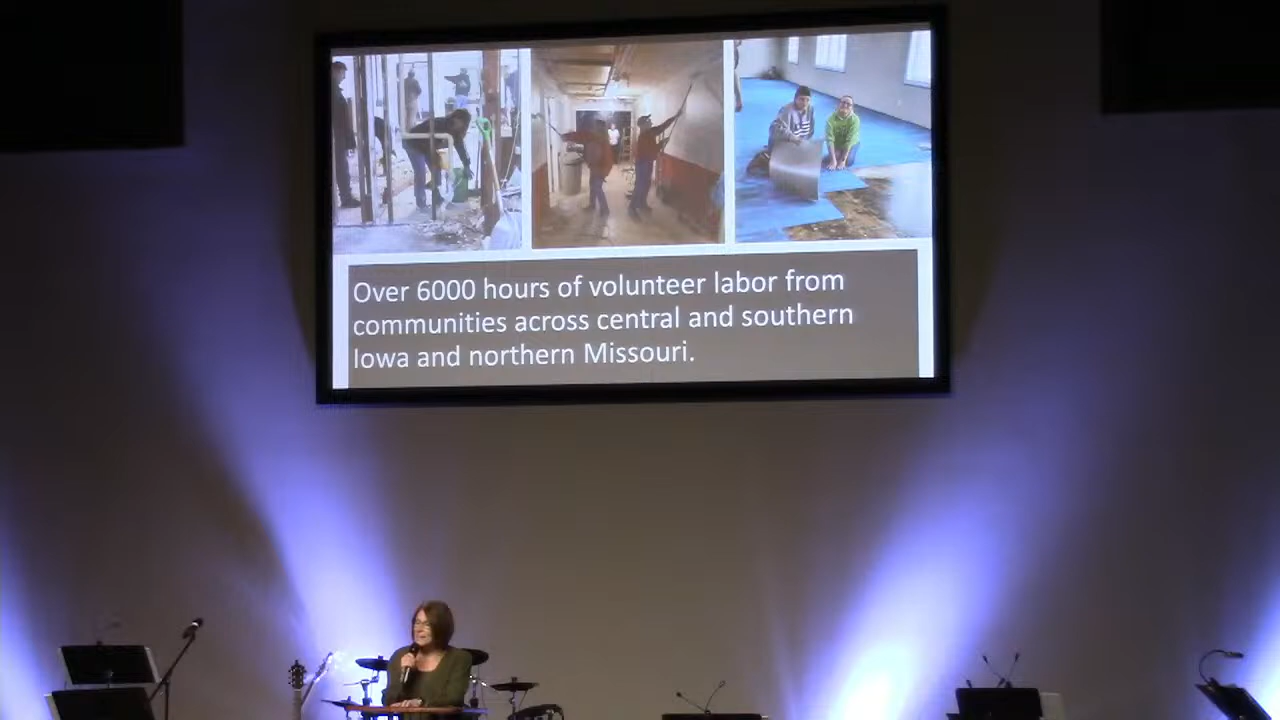 Over 6000 hours of volunteer labor from
communities across central and southern
Iowa and northern Missouri.